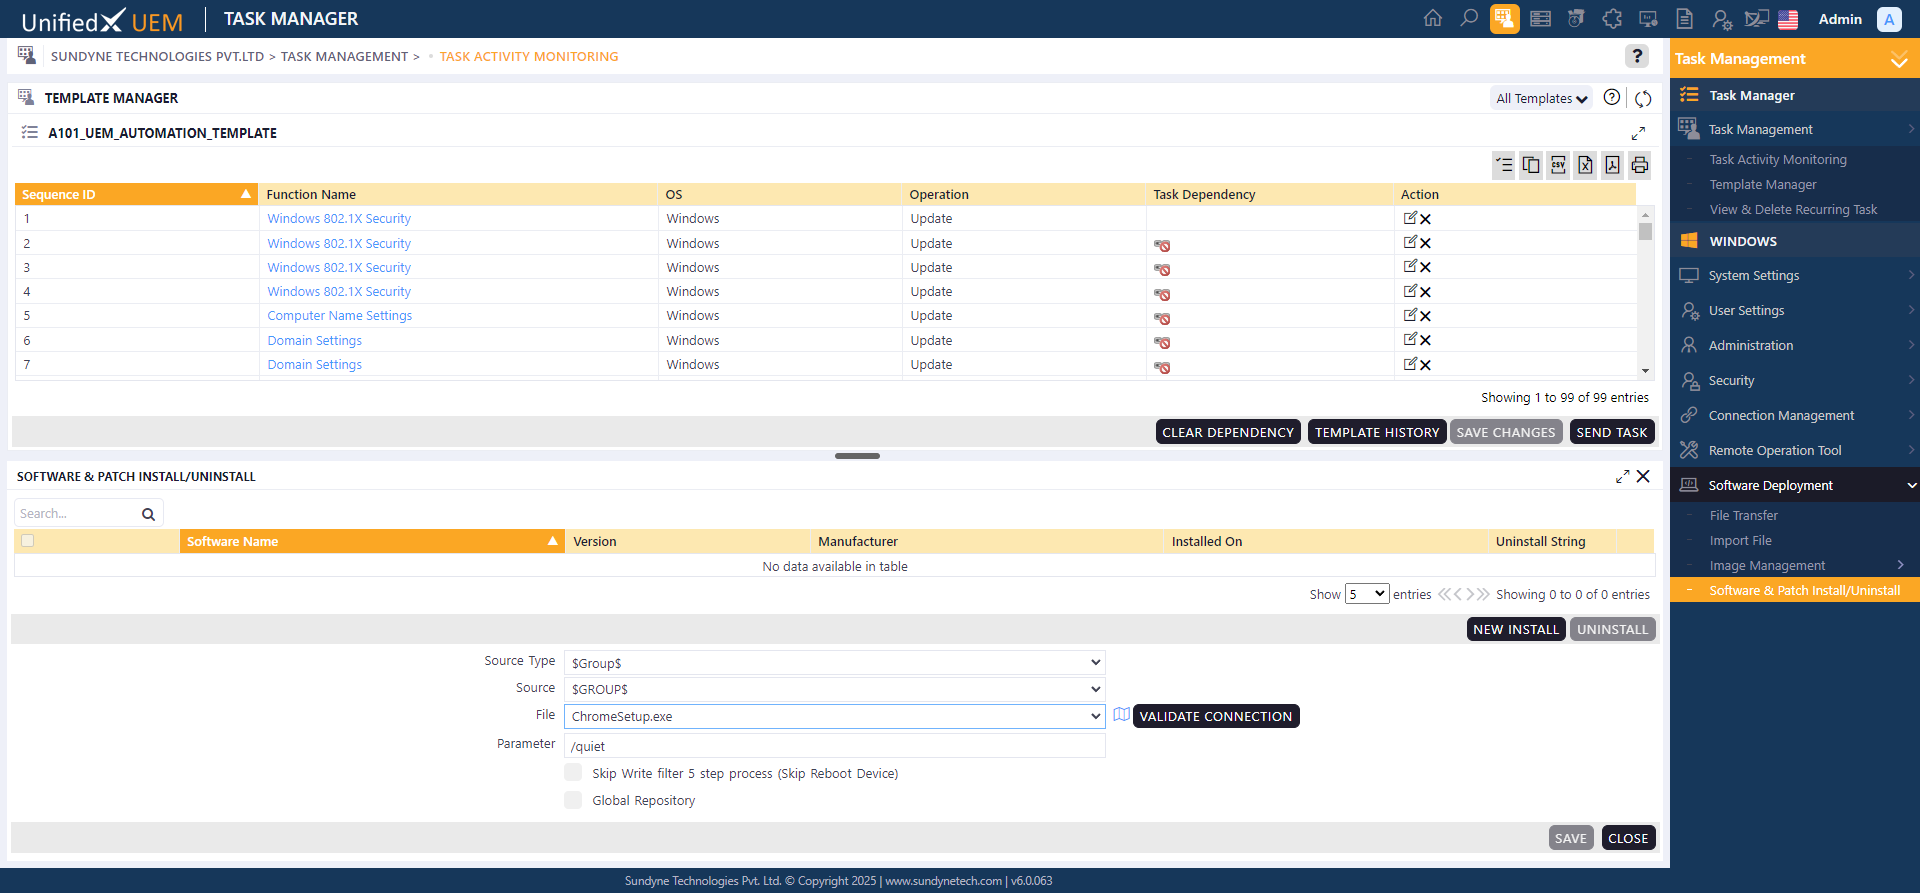 UnifiedX UEM
TASK MANAGER
Admin
A
SUNDYNE TECHNOLOGIES PVT.LTD > TASK MANAGEMENT > • TASK ACTIVITY MONITORING
?
TEMPLATE MANAGER
All Templates
A101_UEM_AUTOMATION_TEMPLATE
CSV
Sequence ID Function Name OS Operation Task Dependency Action
1 Windows 802.1X Security Windows Update
2 Windows 802.1X Security Windows Update
3 Windows 802.1X Security Windows Update
4 Windows 802.1X Security Windows Update
5 Computer Name Settings Windows Update
6 Domain Settings Windows Update
7 Domain Settings Windows Update
Showing 1 to 99 of 99 entries
CLEAR DEPENDENCY TEMPLATE HISTORY SAVE CHANGES SEND TASK
SOFTWARE & PATCH INSTALL/UNINSTALL
Search...
Software Name Version Manufacturer Installed On Uninstall String
No data available in table
Show 5 entries Showing 0 to 0 of 0 entries
NEW INSTALL UNINSTALL
Source Type $Group$
Source $GROUP$
File ChromeSetup.exe VALIDATE CONNECTION
Parameter /quiet
Skip Write filter 5 step process (Skip Reboot Device)
Global Repository
SAVE CLOSE
Task Management
Task Manager
Task Management
Task Activity Monitoring
Template Manager
View & Delete Recurring Task
WINDOWS
System Settings
User Settings
Administration
Security
Connection Management
Remote Operation Tool
Software Deployment
File Transfer
Import File
Image Management
Software & Patch Install/Uninstall
Sundyne Technologies Pvt. Ltd. © Copyright 2025 | www.sundynetech.com | v6.0.063